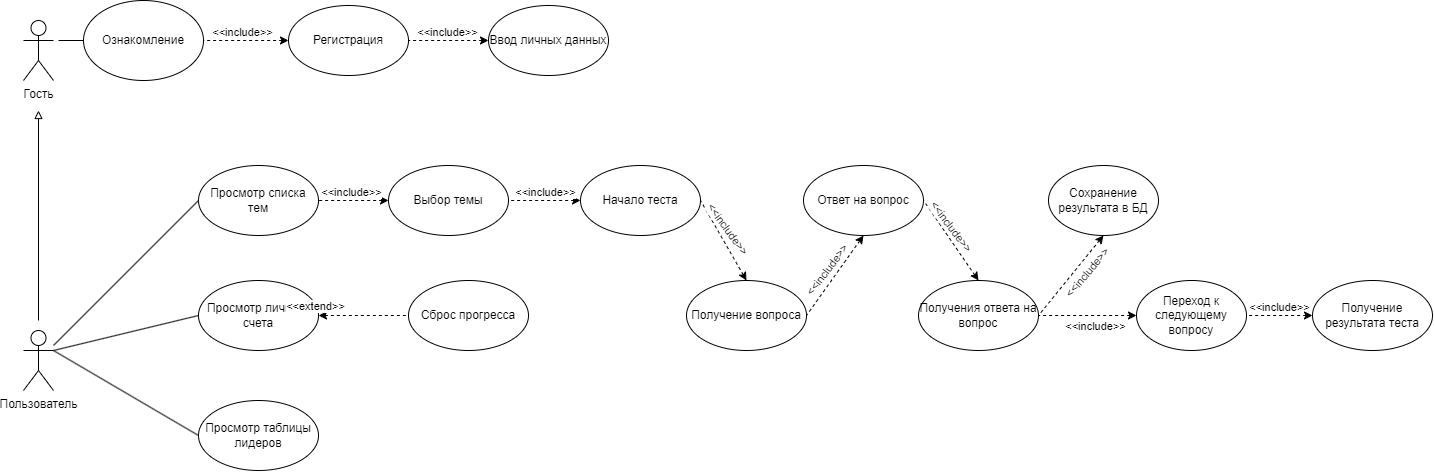 Ознакомление
<<include>>
Регистрация
<<include>>
Ввод личных данных
Гость
Просмотр списка
тем
<<include>>
Выбор темы
<<include>>
Начало теста
<<include>>
Получение вопроса
<<include>>
Ответ на вопрос
<<include>>
Получения ответа на
вопрос
<<include>>
Сохранение
результата в БД
<<include>>
Переход к
следующему
вопросу
<<include>>
Получение
результата теста
Просмотр
счета
<<extend>>
Сброс прогресса
Пользователь
Просмотр таблицы
лидеров